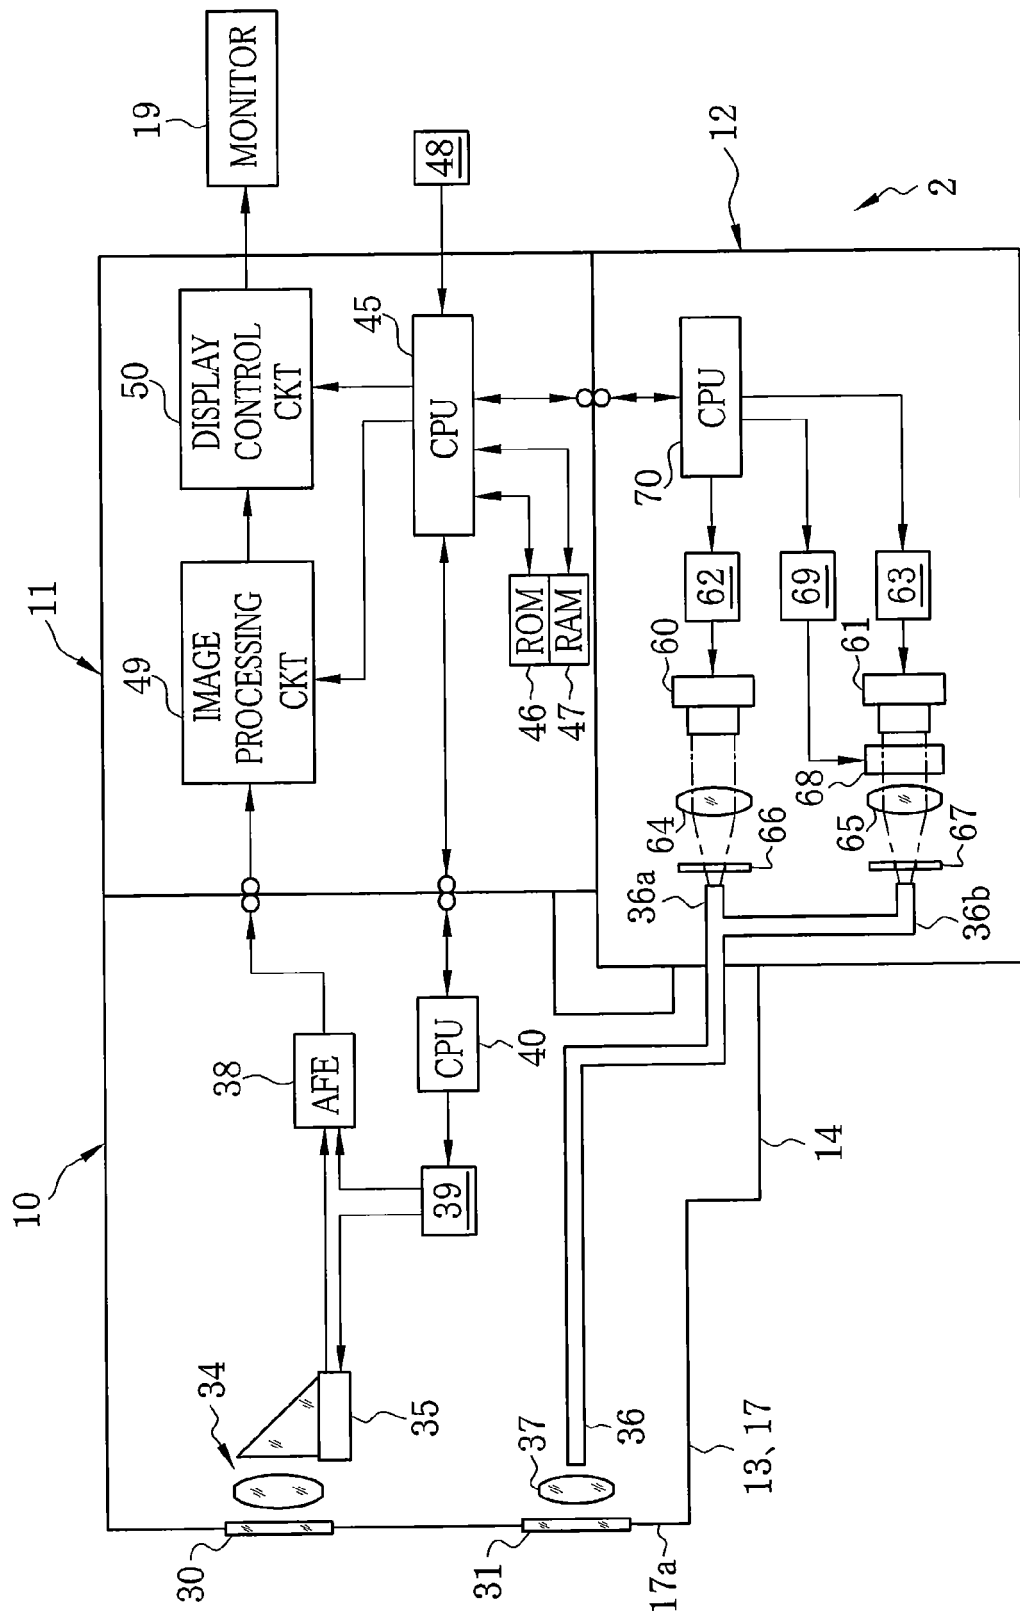 2
10
11
12
19
MONITOR
50
DISPLAY
CONTROL
CKT
49
IMAGE
PROCESSING
CKT
48
45
CPU
46
ROM
47
RAM
38
AFE
40
CPU
39
34
35
30
37
36
31
17a
13、17
14
36a
36b
70
CPU
62
69
63
60
61
64
66
68
65
67